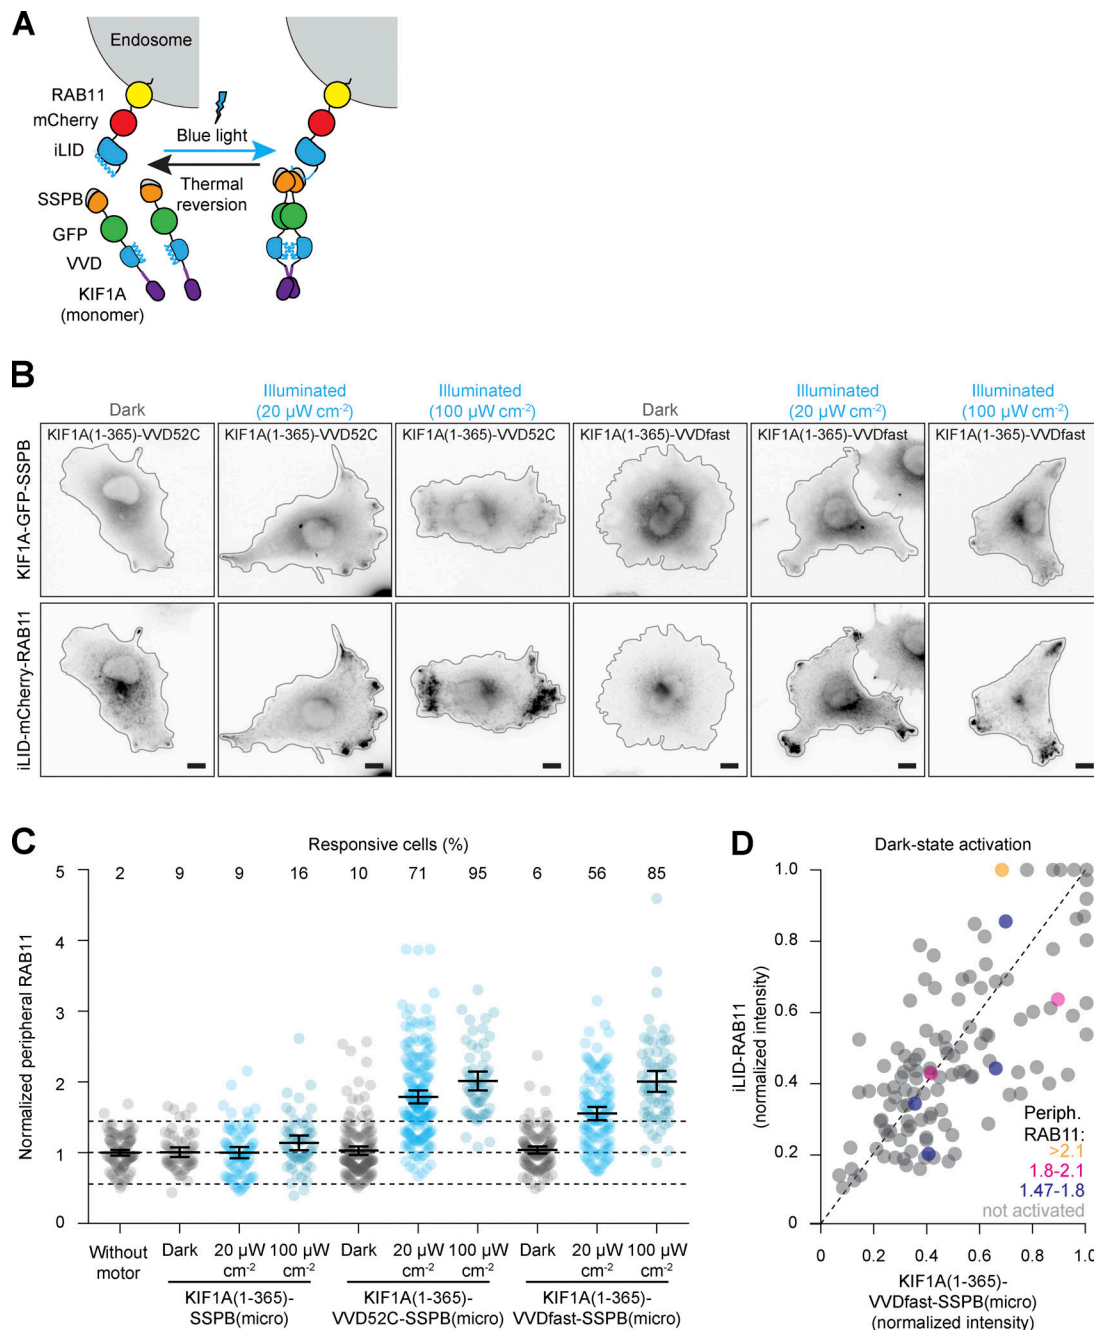 A
Endosome
RAB11
mCherry
iLID
SSPB
GFP
VVD
KIF1A
(monomer)
Blue light
Thermal
reversion
B
Dark
Illuminated
(20 µW cm-2)
Illuminated
(100 µW cm-2)
Dark
Illuminated
(20 µW cm-2)
Illuminated
(100 µW cm-2)
KIF1A-GFP-SSPB
KIF1A(1-365)-VVD52C
KIF1A(1-365)-VVD52C
KIF1A(1-365)-VVD52C
KIF1A(1-365)-VVDfast
KIF1A(1-365)-VVDfast
KIF1A(1-365)-VVDfast
iLID-mCherry-RAB11
C
Responsive cells (%)
2 9 9 16 10 71 95 6 56 85
Normalized peripheral RAB11
5
4
3
2
1
0
Without
motor
Dark
20 µW
cm-2
100 µW
cm-2
Dark
20 µW
cm-2
100 µW
cm-2
Dark
20 µW
cm-2
100 µW
cm-2
KIF1A(1-365)-
SSPB(micro)
KIF1A(1-365)-
VVD52C-SSPB(micro)
KIF1A(1-365)-
VVDfast-SSPB(micro)
D
Dark-state activation
iLID-RAB11
(normalized intensity)
1.0
0.8
0.6
0.4
0.2
0
Periph.
RAB11:
>2.1
1.8-2.1
1.47-1.8
not activated
0 0.2 0.4 0.6 0.8 1.0
KIF1A(1-365)-
VVDfast-SSPB(micro)
(normalized intensity)